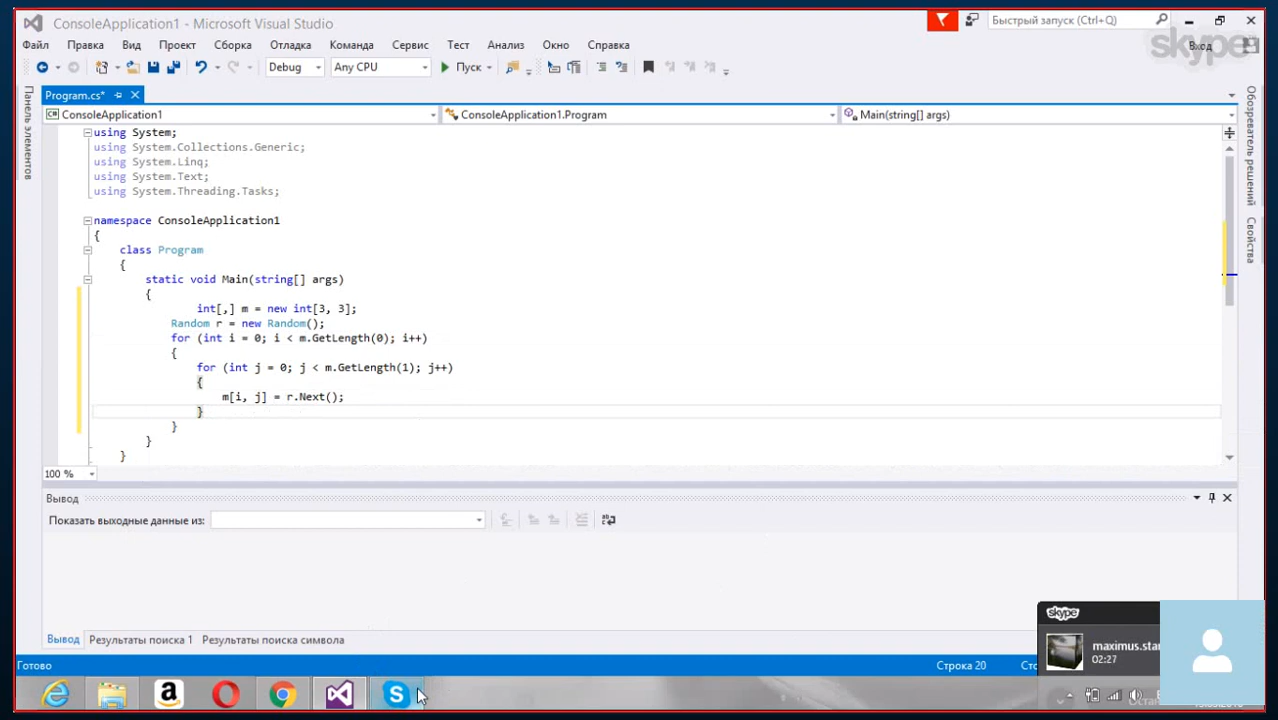 ConsoleApplication1 - Microsoft Visual Studio
Быстрый запуск (Ctrl+Q)
Файл Правка Вид Проект Сборка Отладка Команда Сервис Тест Анализ Окно Справка
Вход
skype
Debug Any CPU Пуск
Панель элементов
Program.cs*
Обозреватель решений
Свойства
ConsoleApplication1 ConsoleApplication1.Program Main(string[] args)
using System;
using System.Collections.Generic;
using System.Linq;
using System.Text;
using System.Threading.Tasks;
namespace ConsoleApplication1
{
class Program
{
static void Main(string[] args)
{
int[,] m = new int[3, 3];
Random r = new Random();
for (int i = 0; i < m.GetLength(0); i++)
{
for (int j = 0; j < m.GetLength(1); j++)
{
m[i, j] = r.Next();
}
}
}
}
100 %
Вывод
Показать выходные данные из:
Вывод Результаты поиска 1 Результаты поиска символа
skype
maximus.star
02:27
Готово
Строка 20